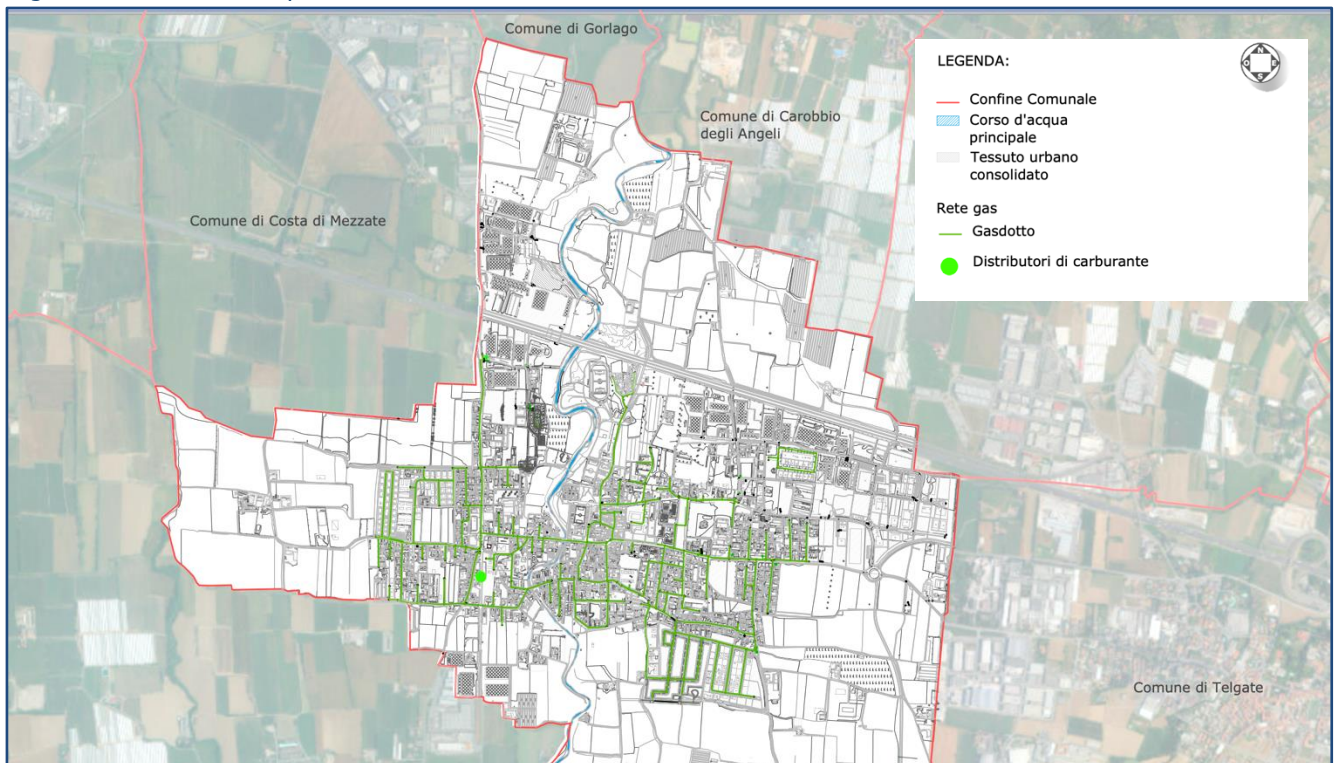 Comune di Gorlago
LEGENDA:
N
O
E
S
Confine Comunale
Corso d'acqua
principale
Tessuto urbano
consolidato
Rete gas
Gasdotto
Distributori di carburante
Comune di Carobbio
degli Angeli
Comune di Costa di Mezzate
Comune di Telgate